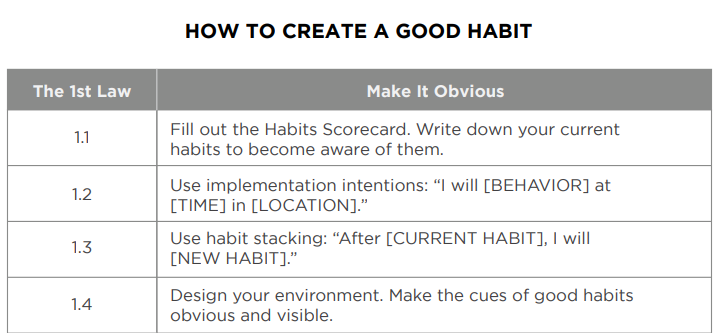 HOW TO CREATE A GOOD HABIT
The 1st Law
Make It Obvious
1.1
Fill out the Habits Scorecard. Write down your current
habits to become aware of them.
1.2
Use implementation intentions: “I will [BEHAVIOR] at
[TIME] in [LOCATION].”
1.3
Use habit stacking: “After [CURRENT HABIT], I will
[NEW HABIT].”
1.4
Design your environment. Make the cues of good habits
obvious and visible.